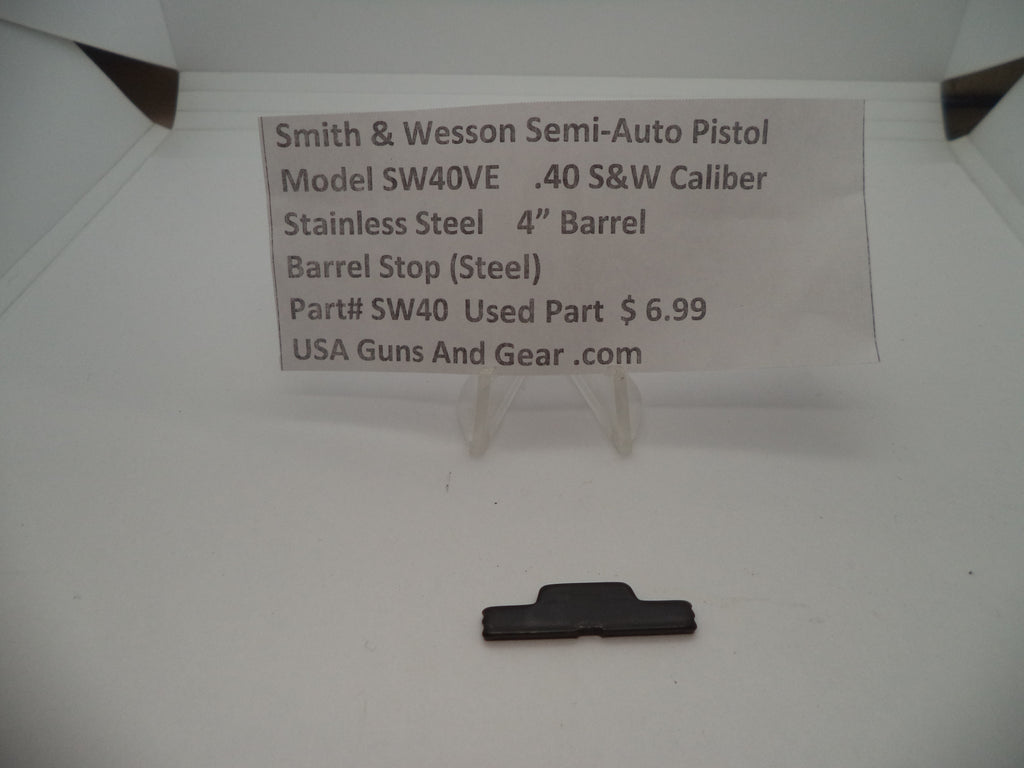 Smith & Wesson Semi-Auto Pistol
Model SW40VE .40 S&W Caliber
Stainless Steel 4” Barrel
Barrel Stop (Steel)
Part# SW40 Used Part $ 6.99
USA Guns And Gear .com